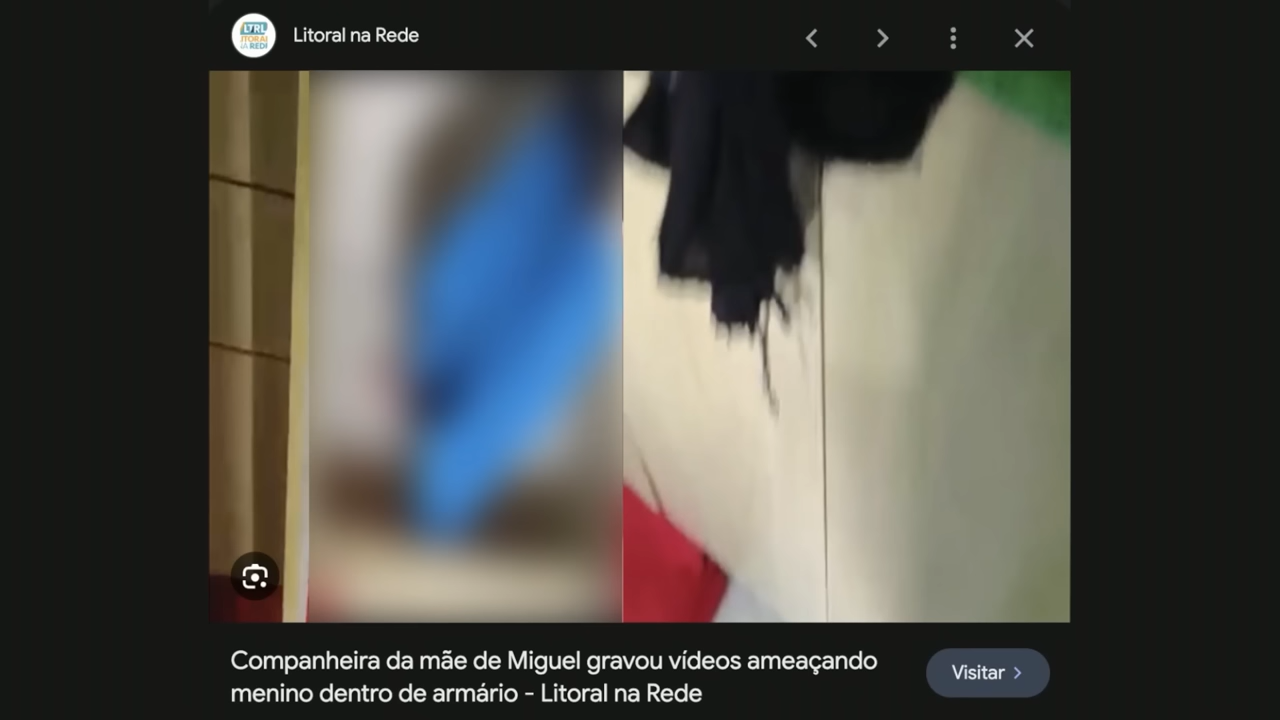 LTRL
Litoral na Rede
Companheira da mãe de Miguel gravou vídeos ameaçando
menino dentro de armário - Litoral na Rede
Visitar